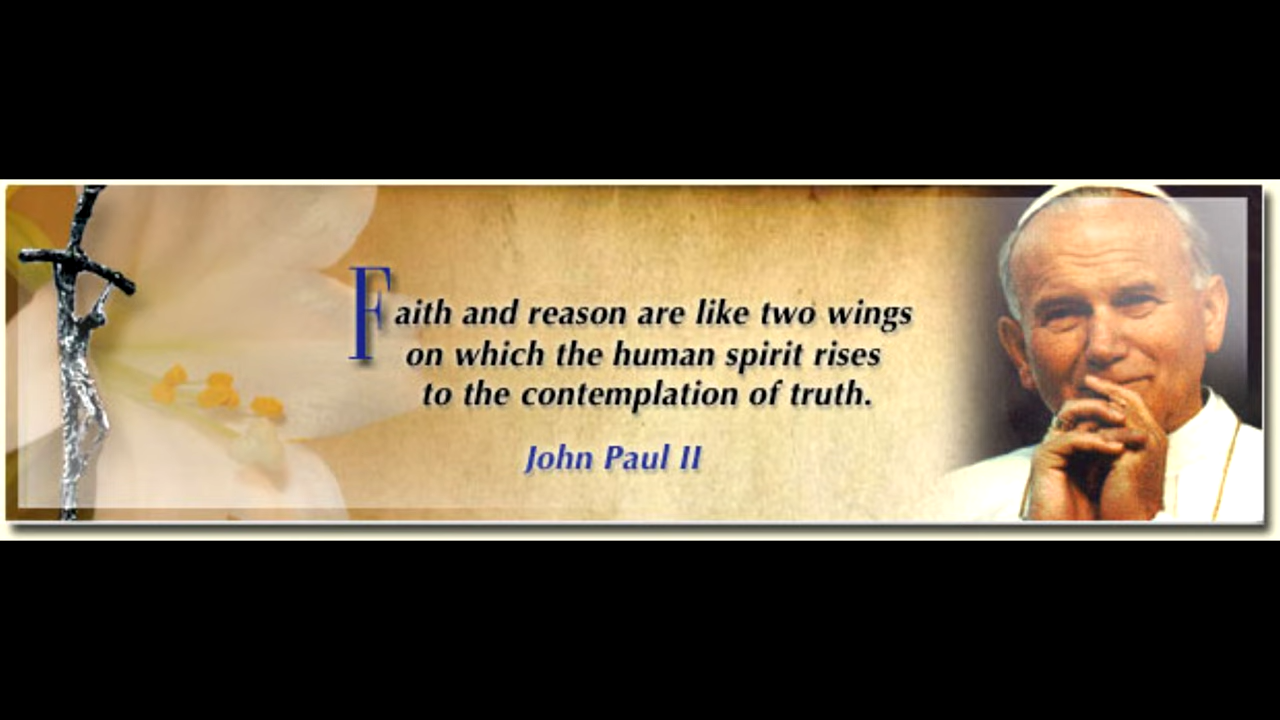 Faith and reason are like two wings
on which the human spirit rises
to the contemplation of truth.
John Paul II